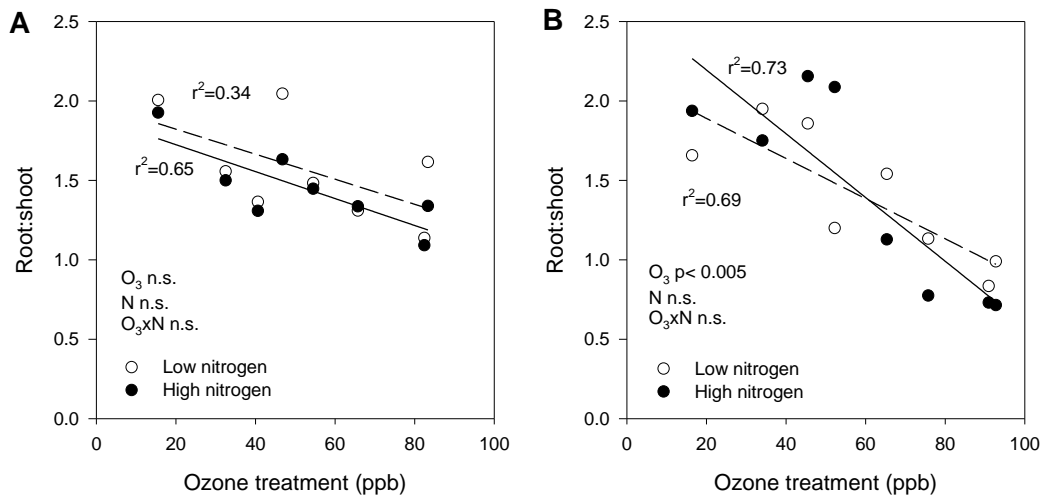 A
2.5
2.0
1.5
1.0
0.5
0.0
Root:shoot
r²=0.34
r²=0.65
O₃ n.s.
N n.s.
O₃xN n.s.
Low nitrogen
High nitrogen
0 20 40 60 80 100
Ozone treatment (ppb)
B
2.5
2.0
1.5
1.0
0.5
0.0
Root:shoot
r²=0.73
r²=0.69
O₃ p< 0.005
N n.s.
O₃xN n.s.
Low nitrogen
High nitrogen
0 20 40 60 80 100
Ozone treatment (ppb)